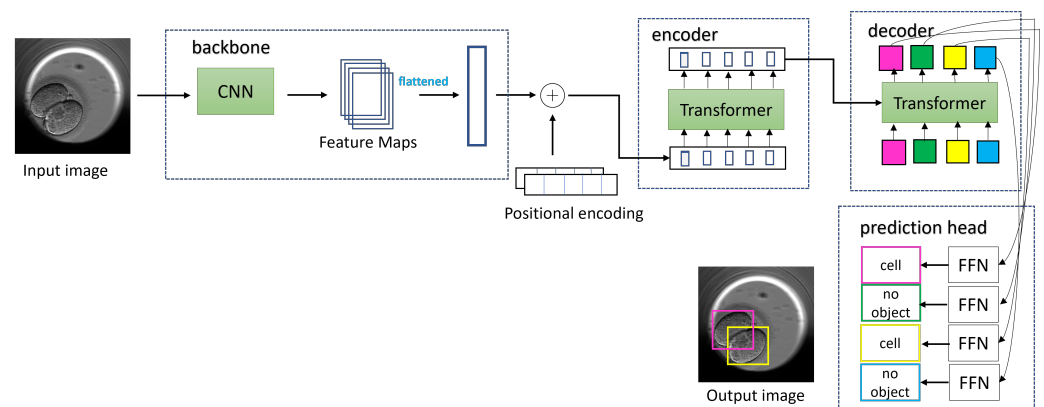 backbone
CNN
flattened
Feature Maps
Input image
Positional encoding
encoder
Transformer
decoder
Transformer
prediction head
cell
FFN
no
object
FFN
cell
FFN
no
object
FFN
Output image